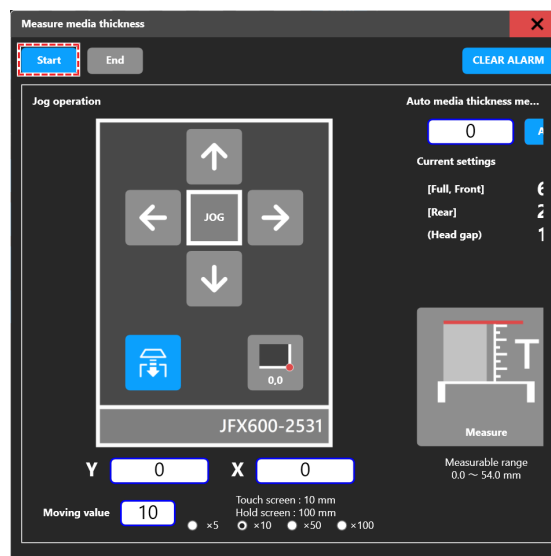 Measure media thickness
Start
End
CLEAR ALARM
Jog operation
Auto media thickness me...
0
Current settings
[Full, Front]
[Rear]
(Head gap) 1
JOG
0,0
T
JFX600-2531
Measure
Measurable range
0.0 ～ 54.0 mm
Y 0 X 0
Moving value 10
Touch screen : 10 mm
Hold screen : 100 mm
×5 ×10 ×50 ×100